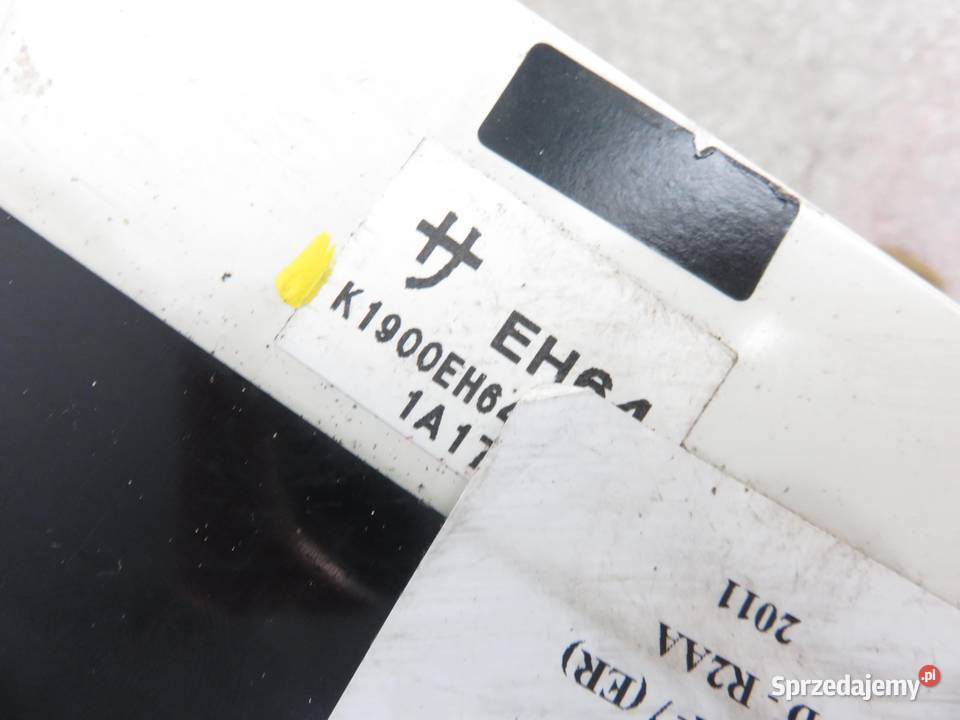 サ
EH64
K1900EH64
1A17
/ (ER)
- R2AA
2011
Sprzedajemy.pl